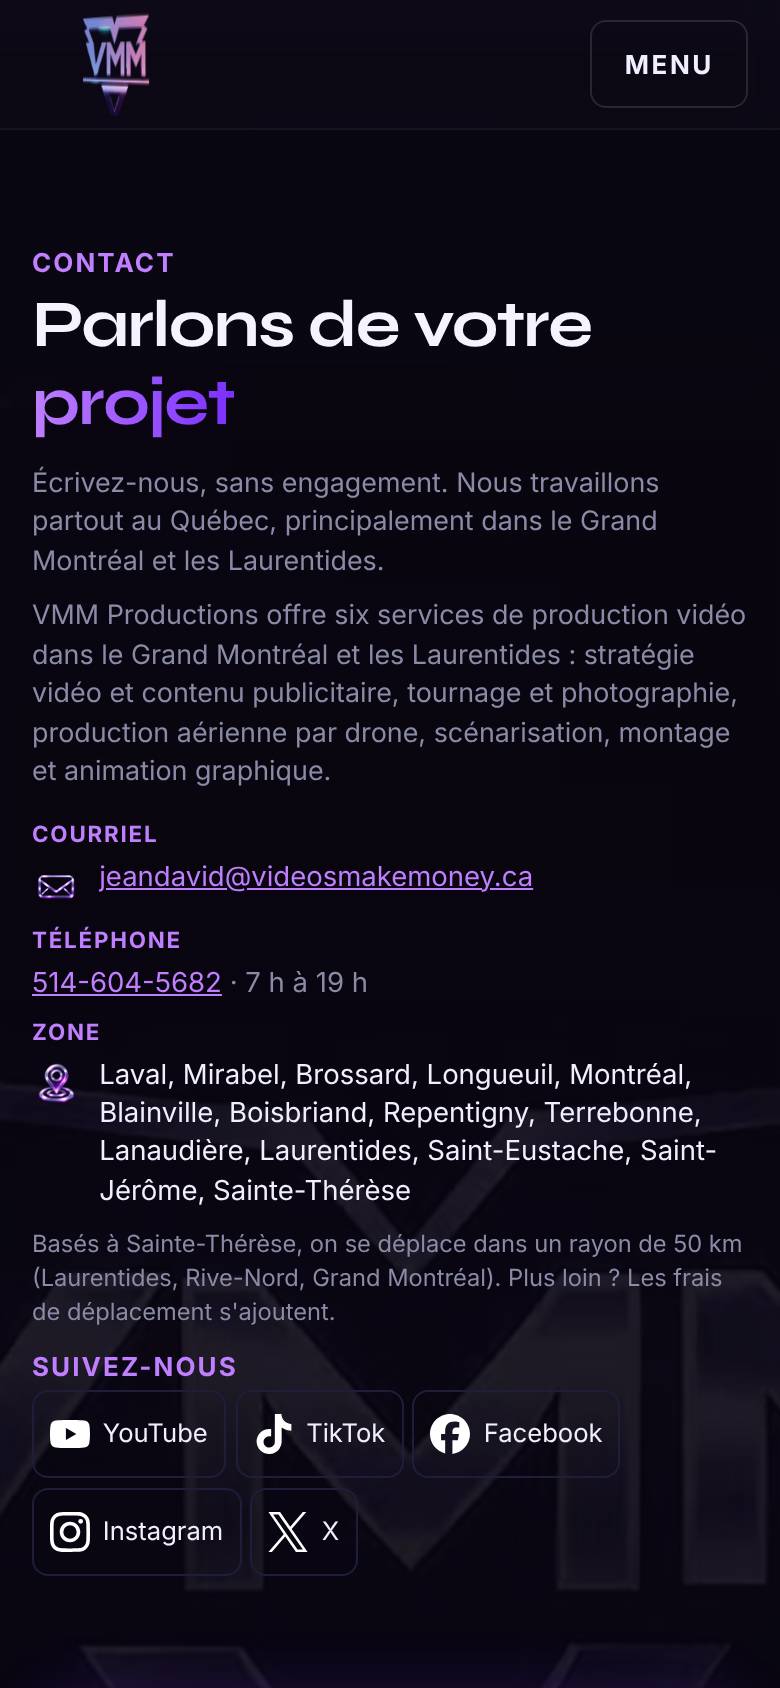 VMM
MENU
CONTACT
Parlons de votre
projet
Écrivez-nous, sans engagement. Nous travaillons
partout au Québec, principalement dans le Grand
Montréal et les Laurentides.
VMM Productions offre six services de production vidéo
dans le Grand Montréal et les Laurentides : stratégie
vidéo et contenu publicitaire, tournage et photographie,
production aérienne par drone, scénarisation, montage
et animation graphique.
COURRIEL
jeandavid@videosmakemoney.ca
TÉLÉPHONE
514-604-5682 · 7 h à 19 h
ZONE
Laval, Mirabel, Brossard, Longueuil, Montréal,
Blainville, Boisbriand, Repentigny, Terrebonne,
Lanaudière, Laurentides, Saint-Eustache, Saint-
Jérôme, Sainte-Thérèse
Basés à Sainte-Thérèse, on se déplace dans un rayon de 50 km
(Laurentides, Rive-Nord, Grand Montréal). Plus loin ? Les frais
de déplacement s'ajoutent.
SUIVEZ-NOUS
YouTube TikTok Facebook
Instagram X